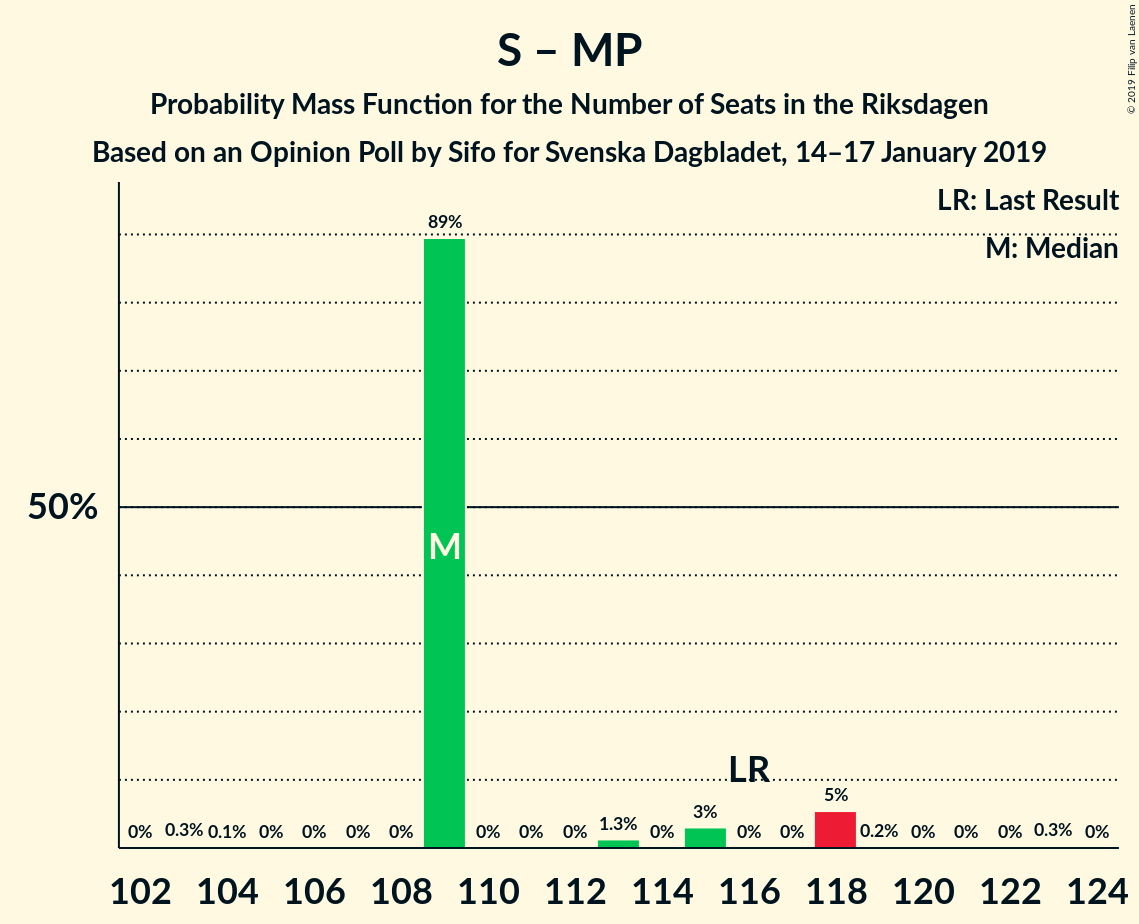 S – MP
Probability Mass Function for the Number of Seats in the Riksdagen
Based on an Opinion Poll by Sifo for Svenska Dagbladet, 14–17 January 2019
© 2019 Filip van Laenen
LR: Last Result
M: Median
89%
50%
M
LR
0% 0.3% 0.1% 0% 0% 0% 0% 0% 0% 0% 1.3% 0% 3% 0% 0% 5% 0.2% 0% 0% 0% 0.3% 0%
102 104 106 108 110 112 114 116 118 120 122 124